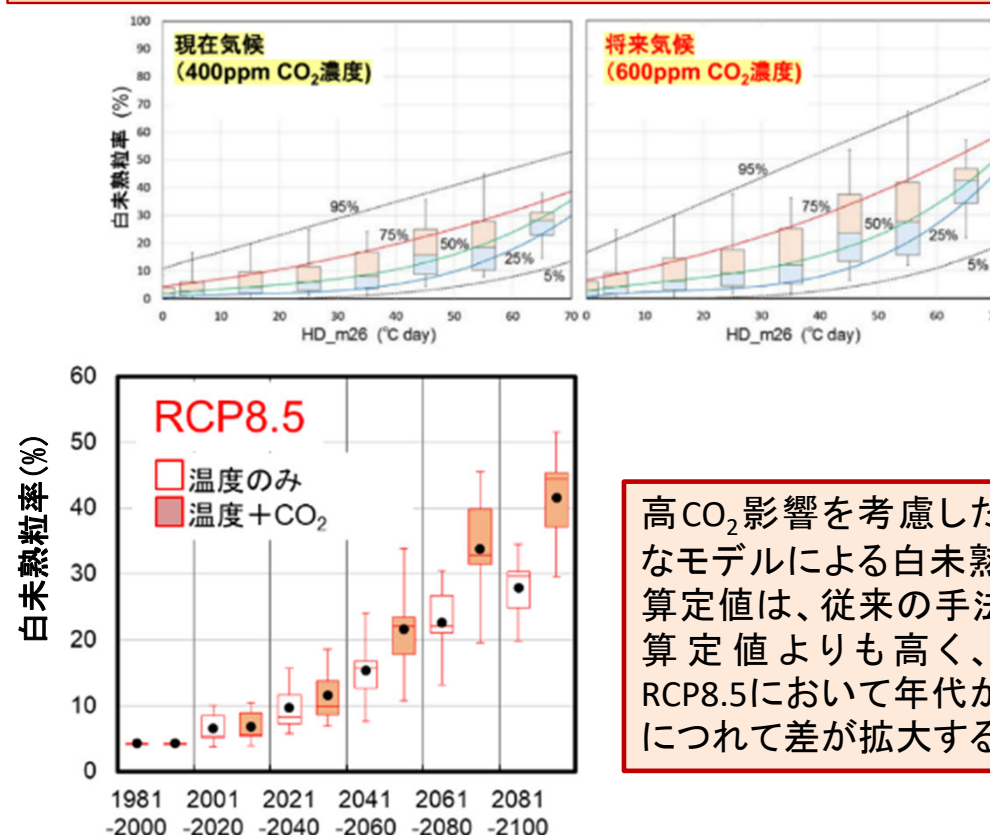 現在気候
（400ppm CO₂濃度)
将来気候
（600ppm CO₂濃度)
白未熟粒率 (%)
100
90
80
70
60
50
40
30
20
10
0
95%
75%
50%
25%
5%
95%
75%
50%
25%
5%
0 10 20 30 40 50 60 70
0 10 20 30 40 50 60
HD_m26 (℃ day)
HD_m26 (℃ day)
白未熟粒率(%)
60
50
40
30
20
10
0
RCP8.5
温度のみ
温度＋CO₂
1981 2001 2021 2041 2061 2081
-2000 -2020 -2040 -2060 -2080 -2100
高CO₂影響を考慮した
なモデルによる白未熟
算定値は、従来の手法
算定値よりも高く、
RCP8.5において年代が
につれて差が拡大する